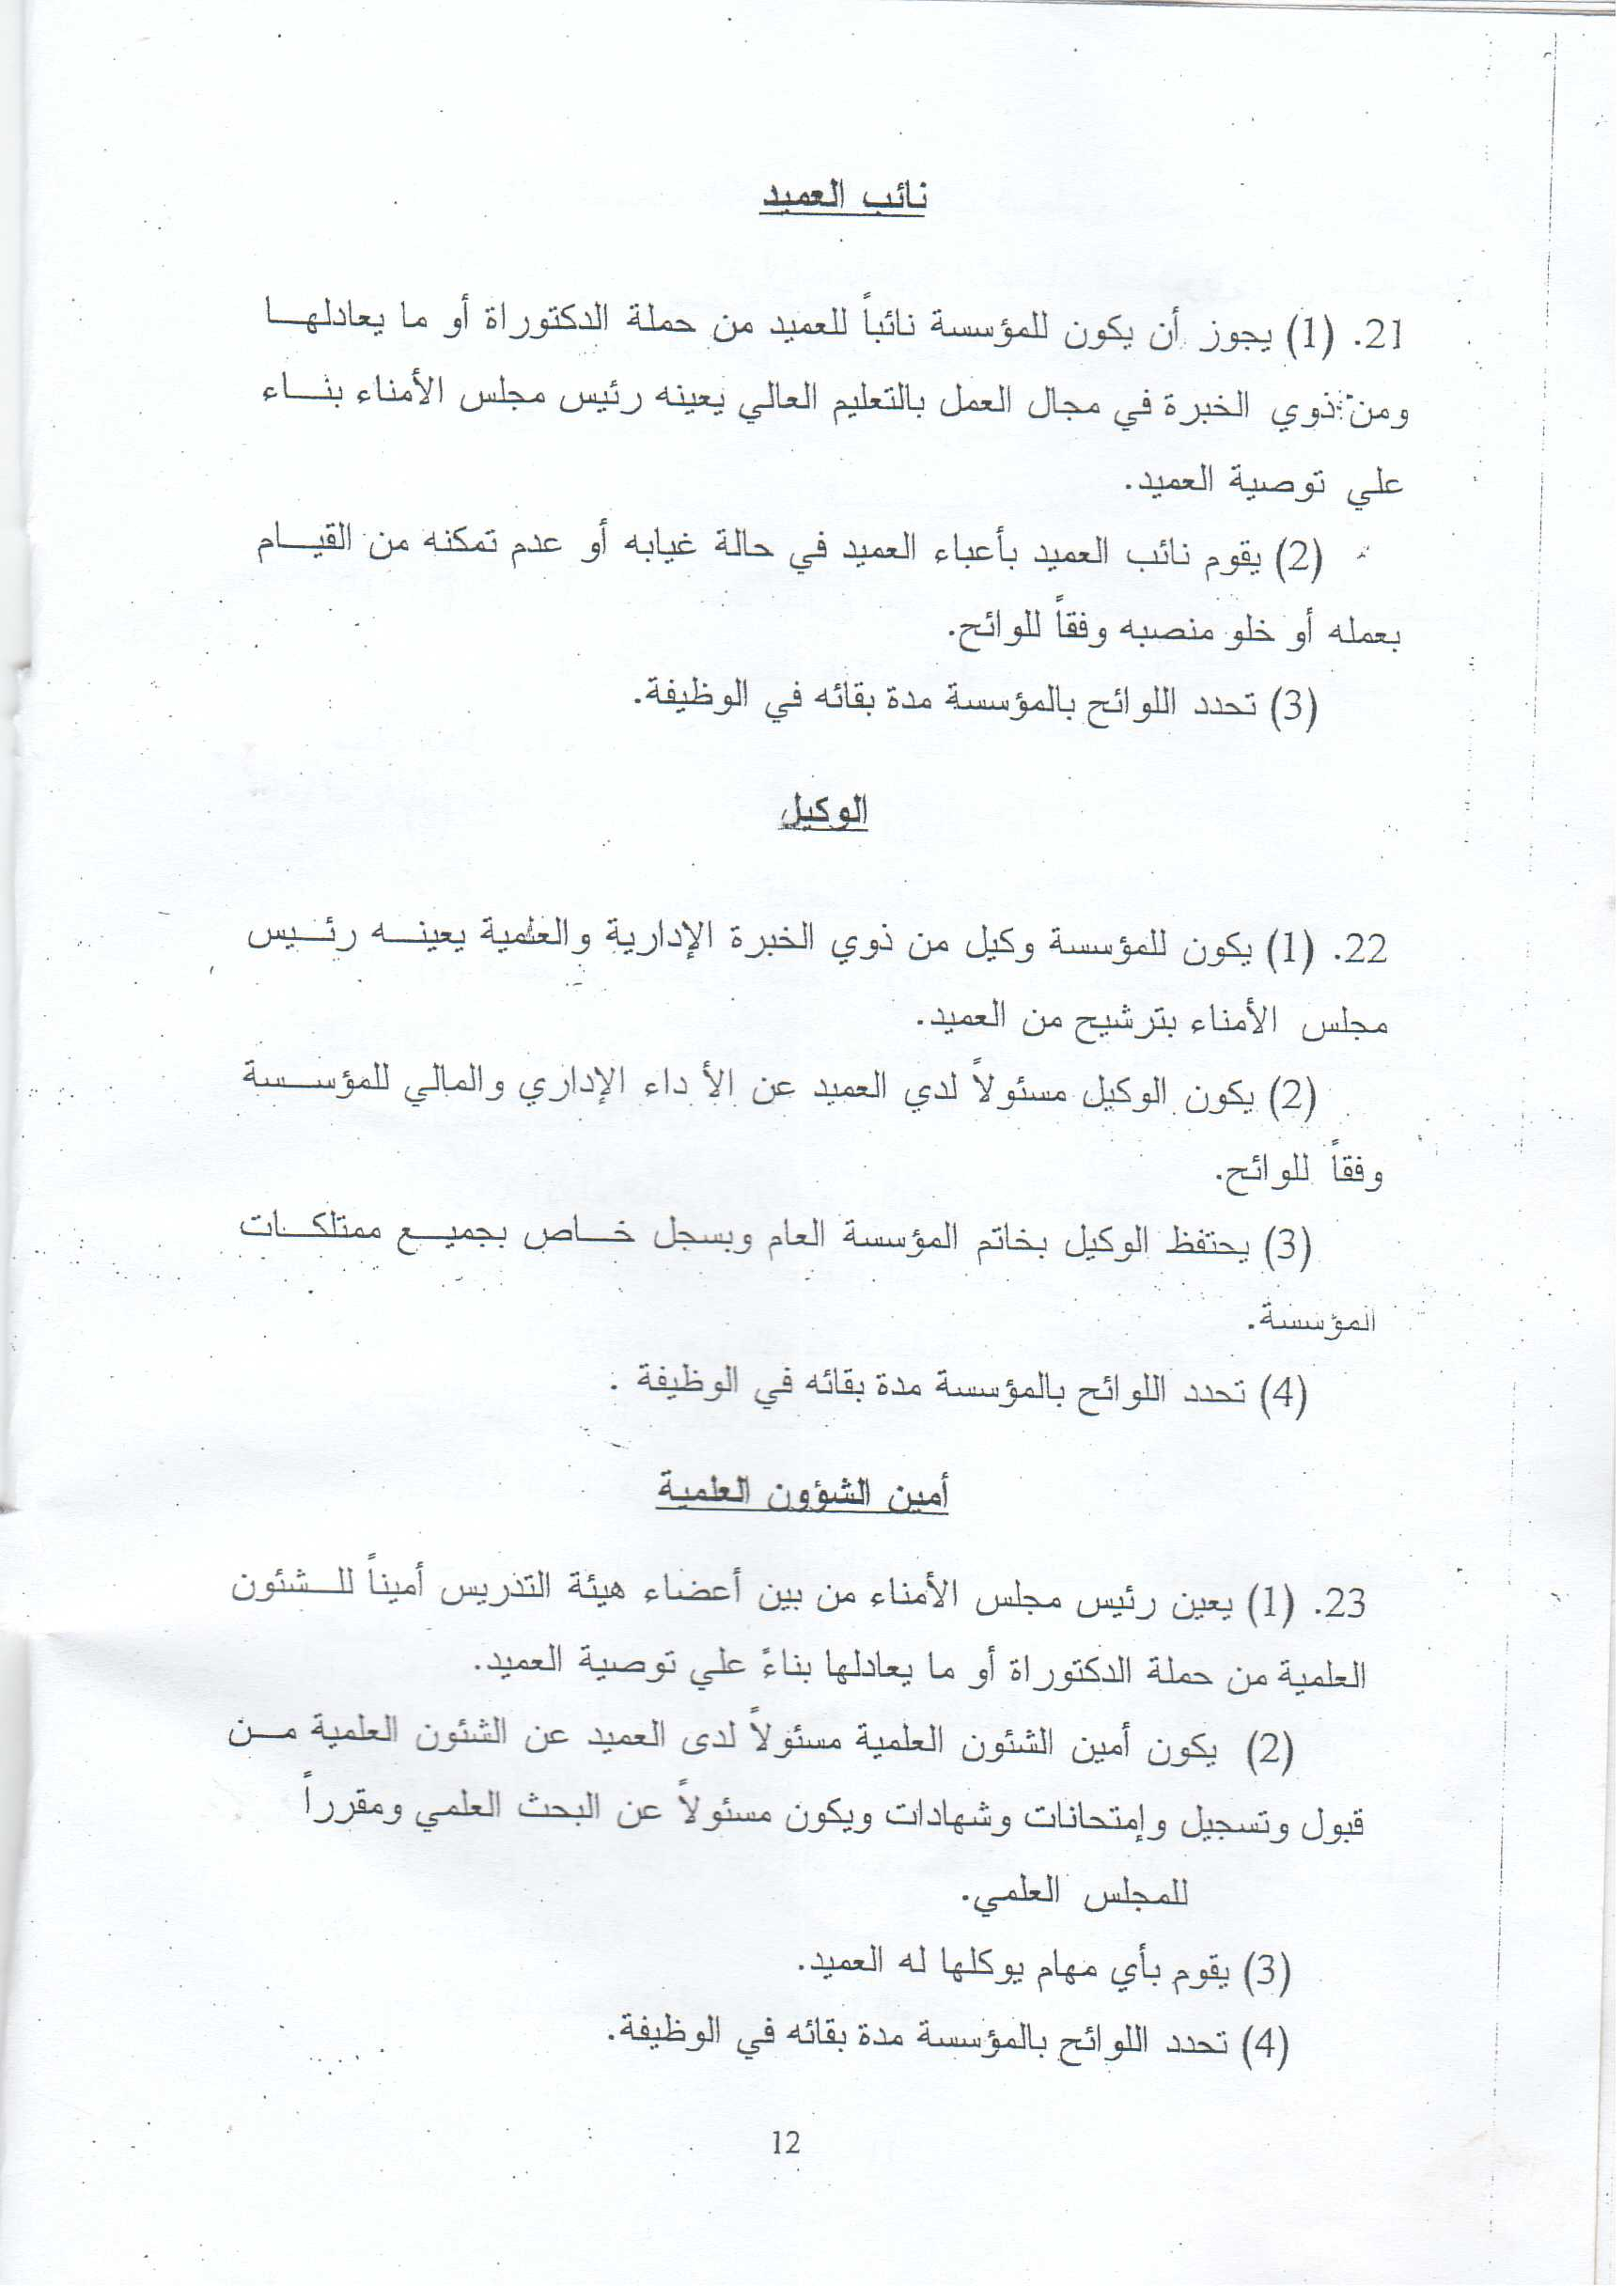 نائب العميد
21. (1) يجوز أن يكون للمؤسسة نائباً للعميد من حملة الدكتوراة أو ما يعادلها
ومن ذوي الخبرة في مجال العمل بالتعليم العالي يعينه رئيس مجلس الأمناء بناء
علي توصية العميد.
(2) يقوم نائب العميد بأعباء العميد في حالة غيابه أو عدم تمكنه من القيام
بعمله أو خلو منصبه وفقاً للوائح.
(3) تحدد اللوائح بالمؤسسة مدة بقائه في الوظيفة.
الوكيل
22. (1) يكون للمؤسسة وكيل من ذوي الخبرة الإدارية والعلمية يعينه رئيس
مجلس الأمناء بترشيح من العميد.
(2) يكون الوكيل مسئولاً لدي العميد عن الأداء الإداري والمالي للمؤسسة
وفقاً للوائح.
(3) يحتفظ الوكيل بخاتم المؤسسة العام وبسجل خاص بجميع ممتلكات
المؤسسة.
(4) تحدد اللوائح بالمؤسسة مدة بقائه في الوظيفة .
أمين الشؤون العلمية
23. (1) يعين رئيس مجلس الأمناء من بين أعضاء هيئة التدريس أميناً للشئون
العلمية من حملة الدكتوراة أو ما يعادلها بناءً علي توصية العميد.
(2) يكون أمين الشئون العلمية مسئولاً لدى العميد عن الشئون العلمية من
قبول وتسجيل وإمتحانات وشهادات ويكون مسئولاً عن البحث العلمي ومقرراً
للمجلس العلمي.
(3) يقوم بأي مهام يوكلها له العميد.
(4) تحدد اللوائح بالمؤسسة مدة بقائه في الوظيفة.
12